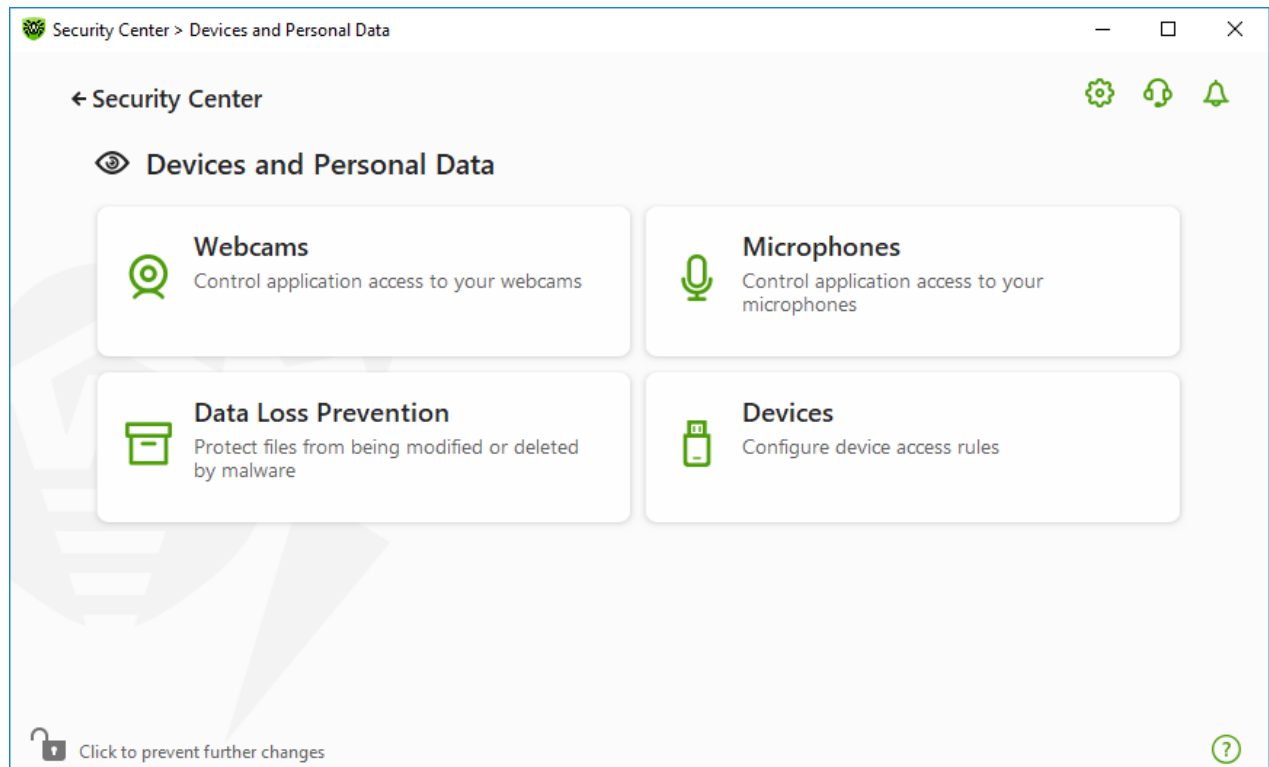 Security Center > Devices and Personal Data
Security Center
Devices and Personal Data
Webcams
Control application access to your webcams
Microphones
Control application access to your
microphones
Data Loss Prevention
Protect files from being modified or deleted
by malware
Devices
Configure device access rules
Click to prevent further changes
?